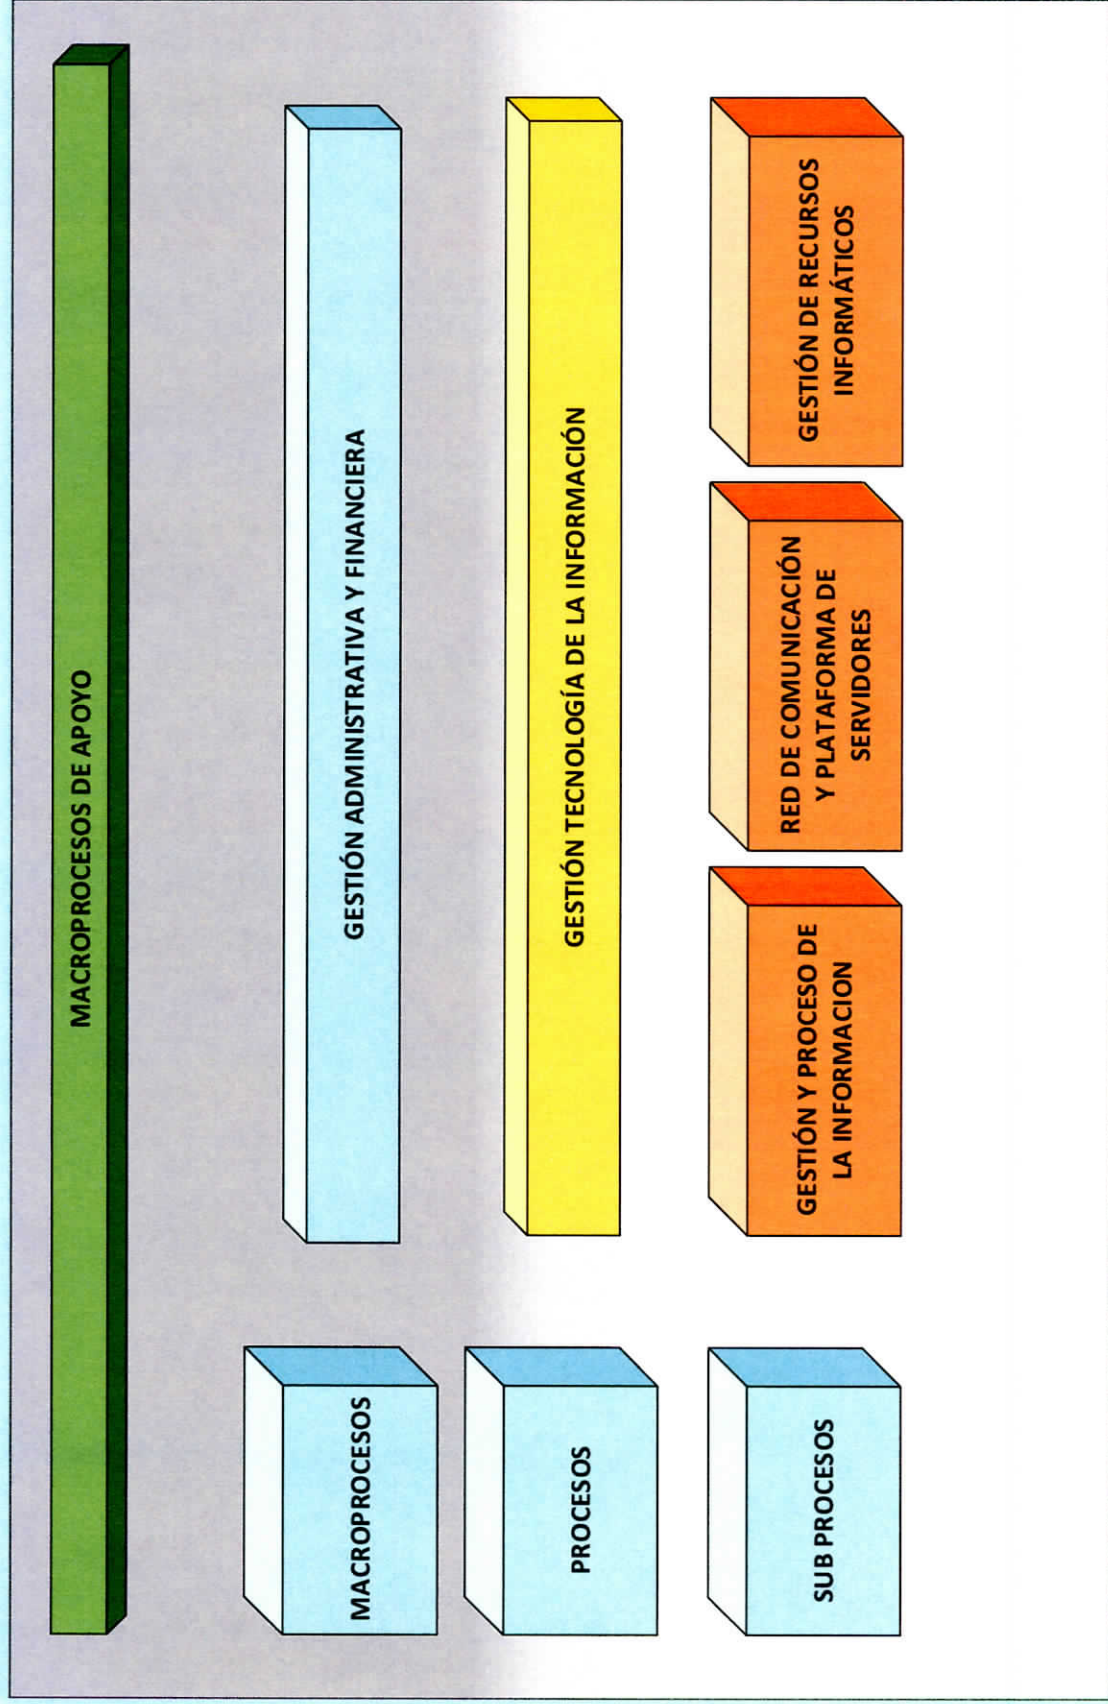 MACROPROCESOS DE APOYO
MACROPROCESOS
GESTIÓN ADMINISTRATIVA Y FINANCIERA
PROCESOS
GESTIÓN TECNOLOGÍA DE LA INFORMACIÓN
SUB PROCESOS
GESTIÓN Y PROCESO DE
LA INFORMACION
RED DE COMUNICACIÓN
Y PLATAFORMA DE
SERVIDORES
GESTIÓN DE RECURSOS
INFORMÁTICOS